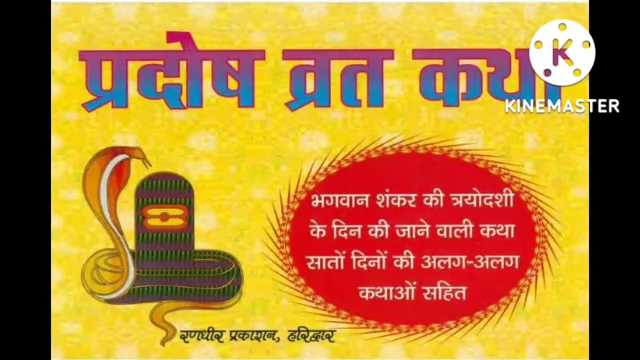 प्रदोष व्रत कथा
KINEMASTER
भगवान शंकर की त्रयोदशी
के दिन की जाने वाली कथा
सातों दिनों की अलग-अलग
कथाओं सहित
रणधीर प्रकाशन, हरिद्वार